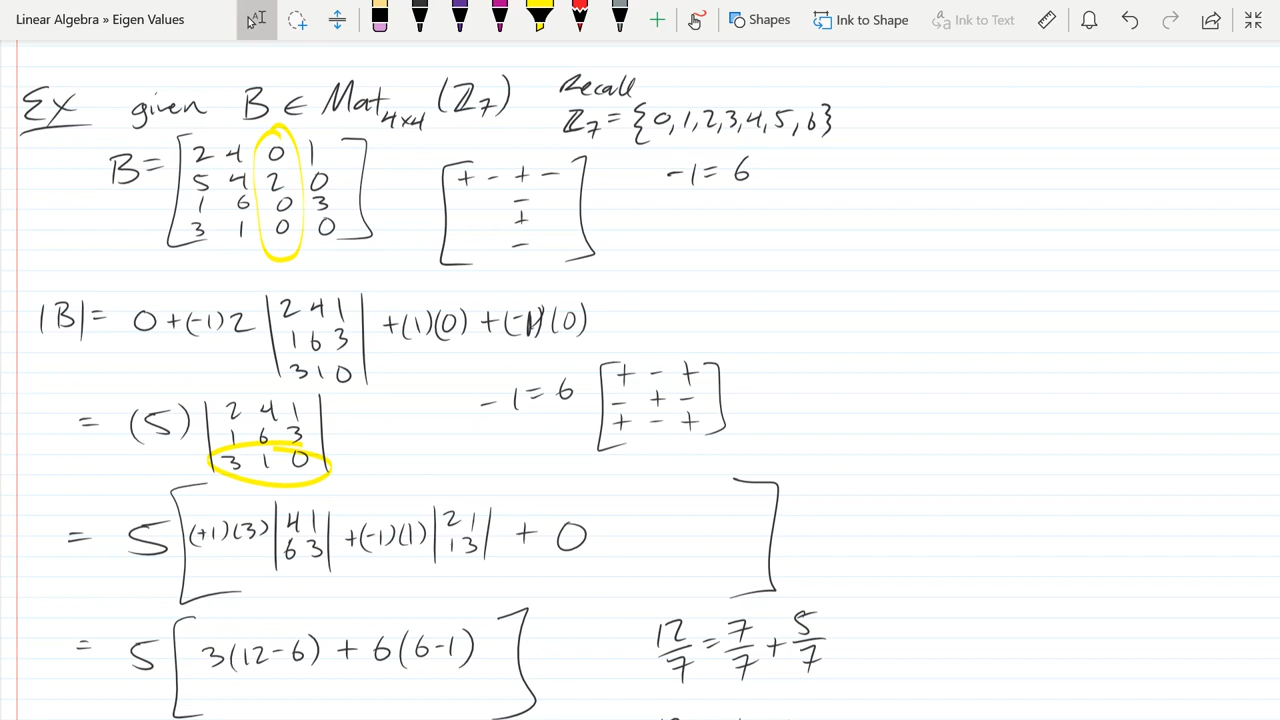 Linear Algebra » Eigen Values
Shapes
Ink to Shape
Ink to Text
Ex given B ∈ Mat4x4 (ℤ7)
Recall
ℤ7 = {0,1,2,3,4,5,6}
-1 = 6
B =
2 4 0 1
5 4 2 0
1 6 0 3
3 1 0 0
+ - + -
-
+
-
|B| = 0 + (-1) 2 |2 4 1 + (1)(0) + (-1)(0)
1 6 3
3 1 0|
= (5) |2 4 1
1 6 3
3 1 0|
-1 = 6
[+ - +
- + -
+ - +]
= 5 [(+1)(3) |4 1
6 3| + (-1)(1) |2 1
1 3| + 0 ]
= 5 [ 3(12-6) + 6(6-1) ]
12/7 = 7/7 + 5/7